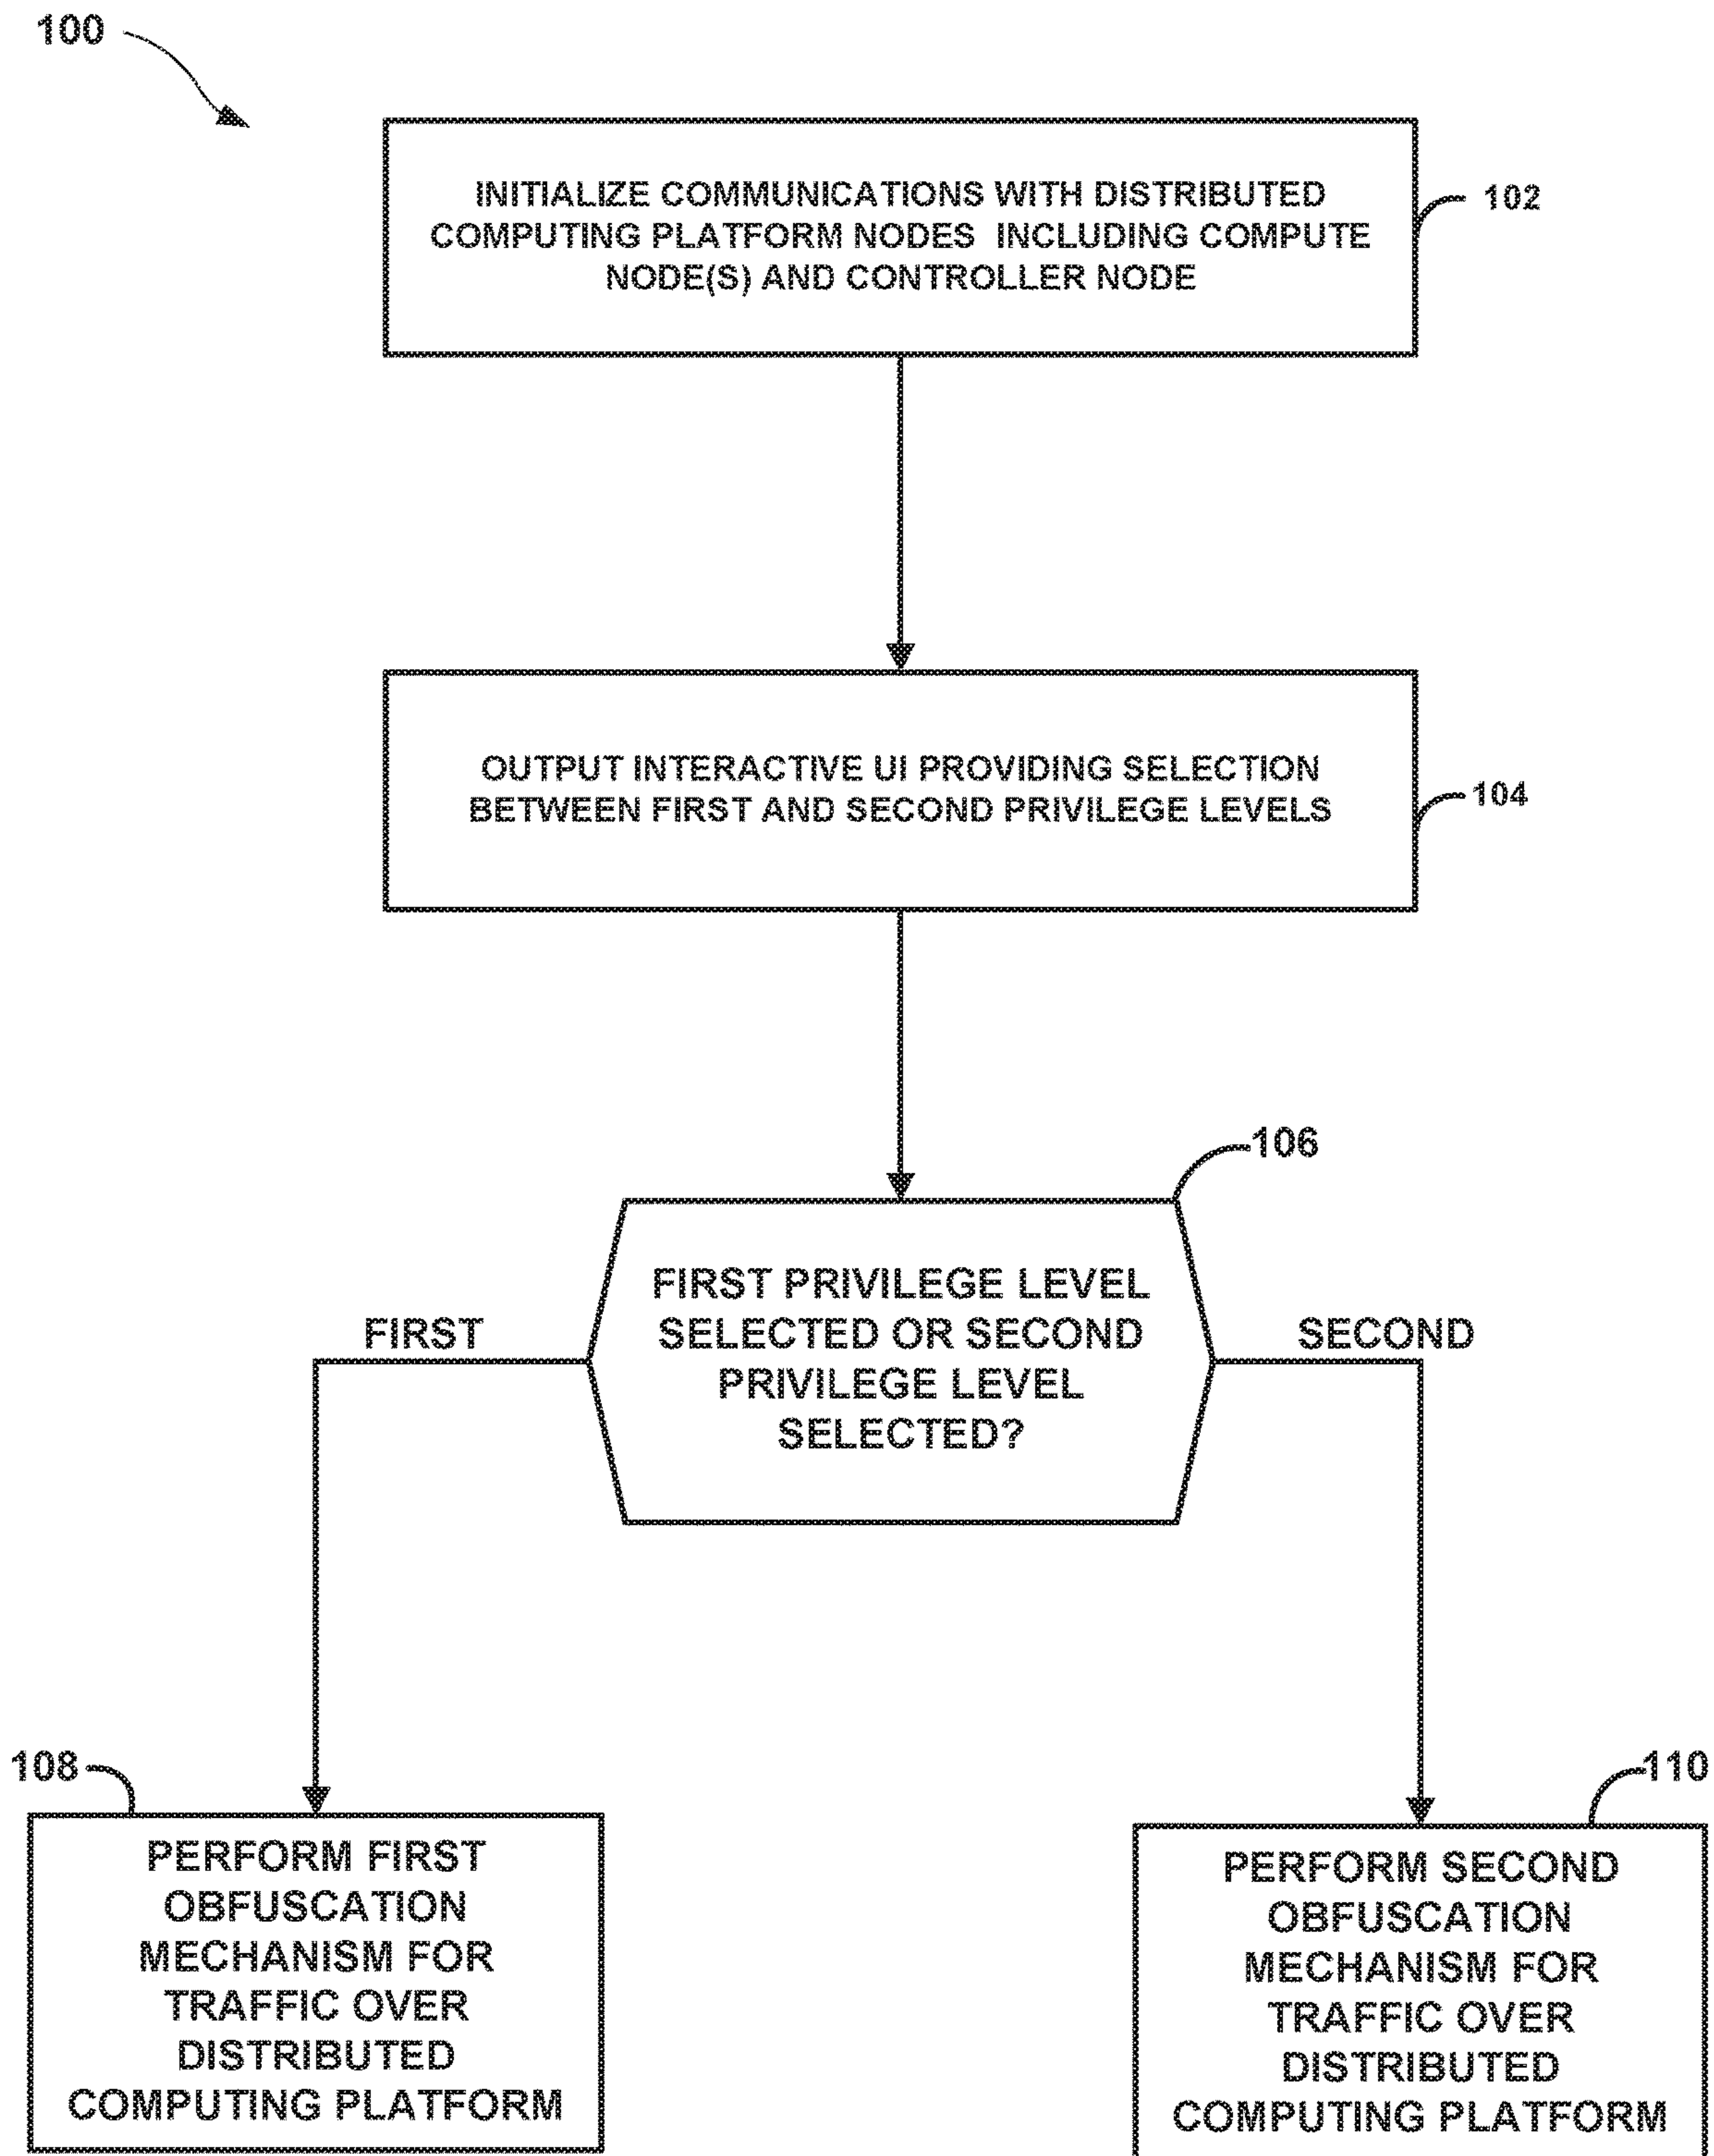 100
INITIALIZE COMMUNICATIONS WITH DISTRIBUTED
COMPUTING PLATFORM NODES INCLUDING COMPUTE
NODE(S) AND CONTROLLER NODE
102
OUTPUT INTERACTIVE UI PROVIDING SELECTION
BETWEEN FIRST AND SECOND PRIVILEGE LEVELS
104
106
FIRST PRIVILEGE LEVEL
SELECTED OR SECOND
PRIVILEGE LEVEL
SELECTED?
FIRST
SECOND
108
PERFORM FIRST
OBFUSCATION
MECHANISM FOR
TRAFFIC OVER
DISTRIBUTED
COMPUTING PLATFORM
110
PERFORM SECOND
OBFUSCATION
MECHANISM FOR
TRAFFIC OVER
DISTRIBUTED
COMPUTING PLATFORM